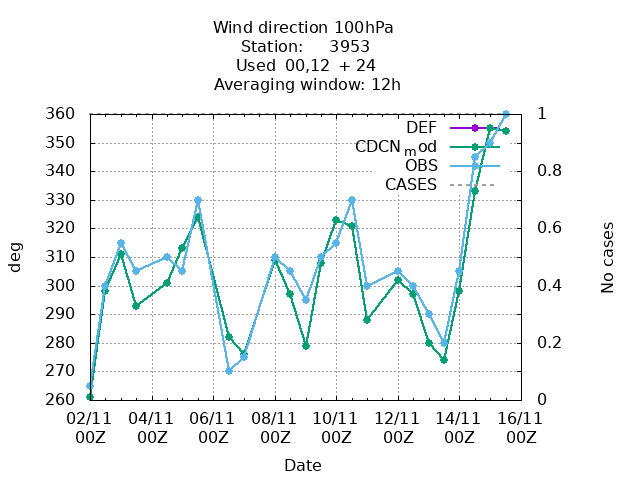 Wind direction 100hPa
Station: 3953
Used 00,12 + 24
Averaging window: 12h
360 1
DEF
350
CDCN_mod
340 0.8
OBS
CASES
330
320 0.6
310
300 0.4
290
280 0.2
270
260 0
deg
No cases
02/11 04/11 06/11 08/11 10/11 12/11 14/11 16/11
00Z 00Z 00Z 00Z 00Z 00Z 00Z 00Z
Date